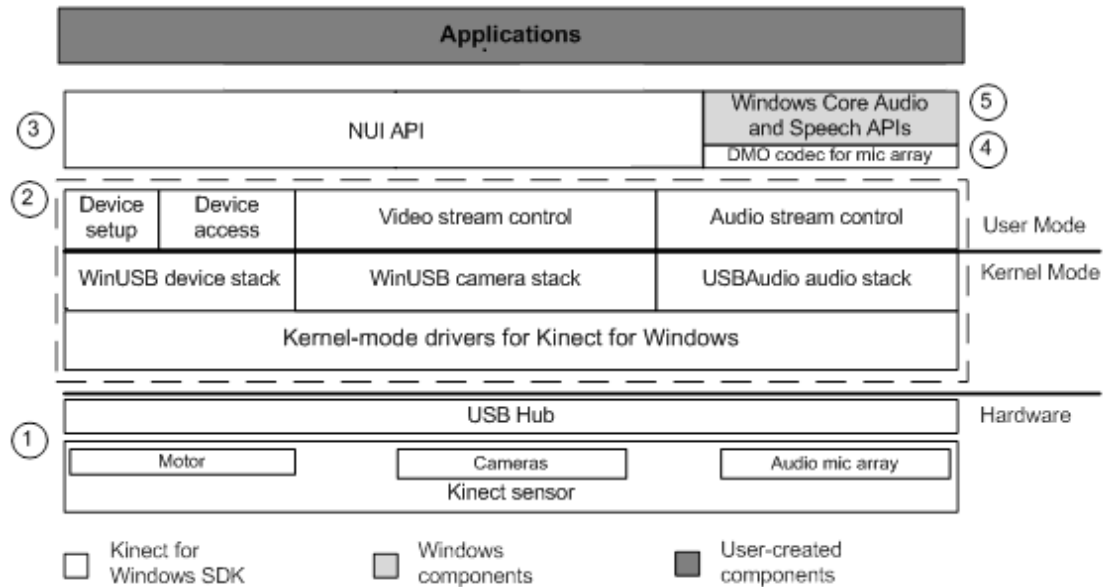 Applications
3
NUI API
Windows Core Audio
and Speech APIs
5
DMO codec for mic array
4
2
Device
setup
Device
access
Video stream control
Audio stream control
User Mode
WinUSB device stack
WinUSB camera stack
USBAudio audio stack
Kernel Mode
Kernel-mode drivers for Kinect for Windows
USB Hub
Hardware
1
Motor
Cameras
Audio mic array
Kinect sensor
Kinect for
Windows SDK
Windows
components
User-created
components